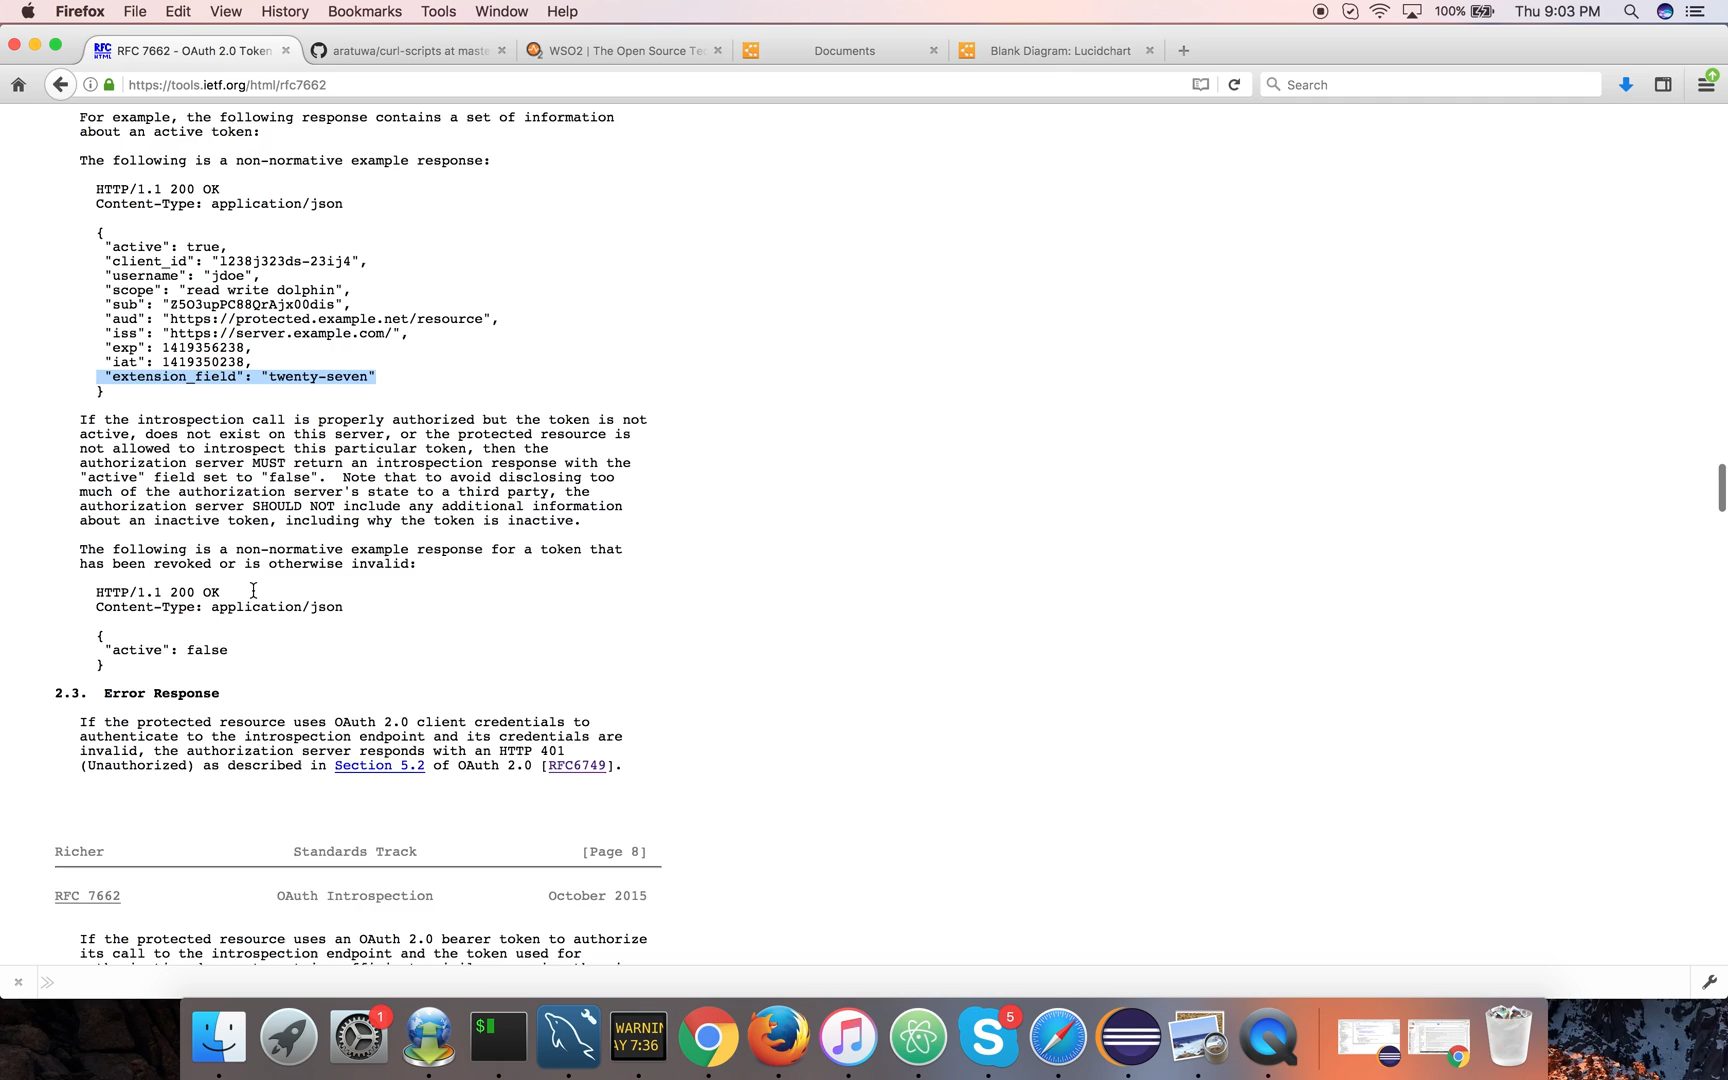 Firefox File Edit View History Bookmarks Tools Window Help 100% Thu 9:03 PM
RFC HTML RFC 7662 - OAuth 2.0 Token aratuwa/curl-scripts at maste WSO2 | The Open Source Tec Documents Blank Diagram: Lucidchart
https://tools.ietf.org/html/rfc7662 Search
For example, the following response contains a set of information
about an active token:
The following is a non-normative example response:
HTTP/1.1 200 OK
Content-Type: application/json
{
"active": true,
"client_id": "l238j323ds-23ij4",
"username": "jdoe",
"scope": "read write dolphin",
"sub": "Z5O3upPC88QrAjx00dis",
"aud": "https://protected.example.net/resource",
"iss": "https://server.example.com/",
"exp": 1419356238,
"iat": 1419350238,
"extension_field": "twenty-seven"
}
If the introspection call is properly authorized but the token is not
active, does not exist on this server, or the protected resource is
not allowed to introspect this particular token, then the
authorization server MUST return an introspection response with the
"active" field set to "false".  Note that to avoid disclosing too
much of the authorization server's state to a third party, the
authorization server SHOULD NOT include any additional information
about an inactive token, including why the token is inactive.
The following is a non-normative example response for a token that
has been revoked or is otherwise invalid:
HTTP/1.1 200 OK
Content-Type: application/json
{
"active": false
}
2.3.  Error Response
If the protected resource uses OAuth 2.0 client credentials to
authenticate to the introspection endpoint and its credentials are
invalid, the authorization server responds with an HTTP 401
(Unauthorized) as described in Section 5.2 of OAuth 2.0 [RFC6749].
Richer Standards Track [Page 8]
RFC 7662 OAuth Introspection October 2015
If the protected resource uses an OAuth 2.0 bearer token to authorize
its call to the introspection endpoint and the token used for
1 $ WARNIN AY 7:36 5